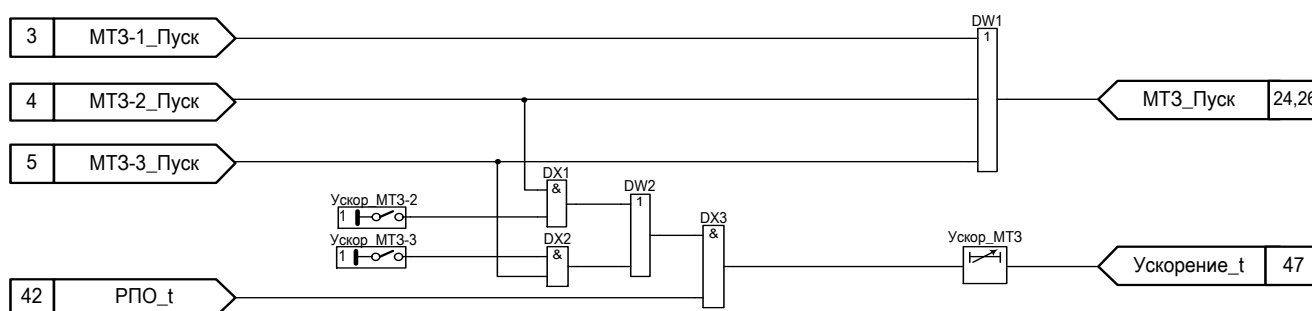 DW1
3 МТЗ-1_Пуск 1
4 МТЗ-2_Пуск МТЗ_Пуск 24,26
5 МТЗ-3_Пуск
DX1
& DW2
Ускор_МТЗ-2 1
1 DX3
Ускор_МТЗ-3 DX2 & Ускор_МТЗ
1 &
Ускорение_t 47
42 РПО_t